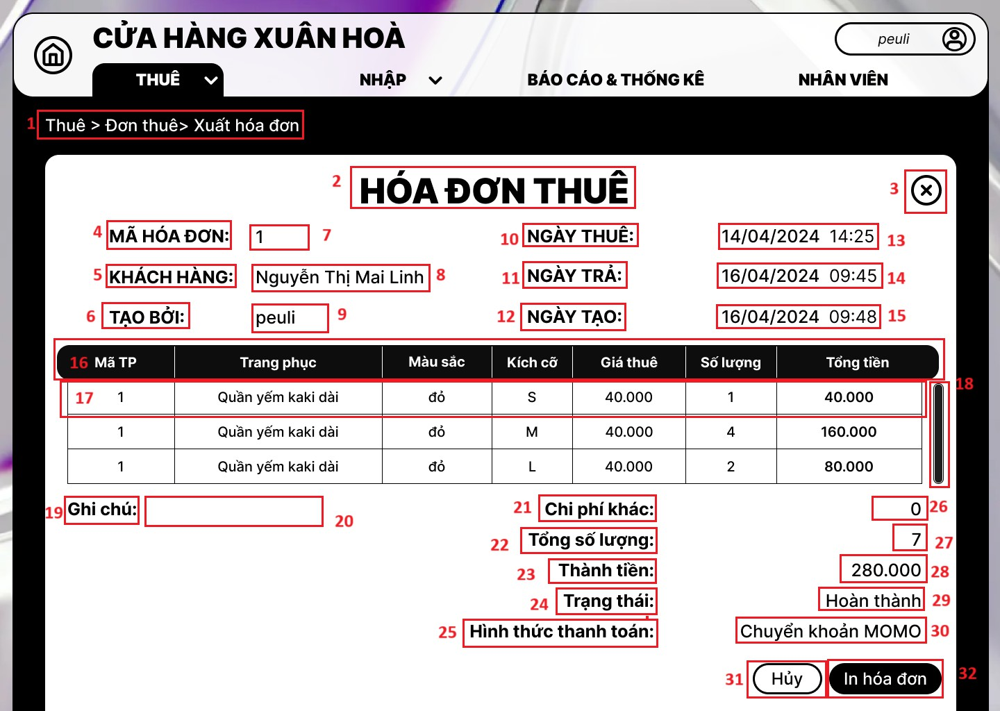 CỬA HÀNG XUÂN HOÀ
peuli
THUÊ NHẬP BÁO CÁO & THỐNG KÊ NHÂN VIÊN
1 Thuê > Đơn thuê> Xuất hóa đơn
2 HÓA ĐƠN THUÊ 3
4 MÃ HÓA ĐƠN: 1 7 10 NGÀY THUÊ: 14/04/2024 14:25 13
5 KHÁCH HÀNG: Nguyễn Thị Mai Linh 8 11 NGÀY TRẢ: 16/04/2024 09:45 14
6 TẠO BỞI: peuli 9 12 NGÀY TẠO: 16/04/2024 09:48 15
16 Mã TP Trang phục Màu sắc Kích cỡ Giá thuê Số lượng Tổng tiền
18
17 1 Quần yếm kaki dài đỏ S 40.000 1 40.000
1 Quần yếm kaki dài đỏ M 40.000 4 160.000
1 Quần yếm kaki dài đỏ L 40.000 2 80.000
19 Ghi chú: 20 21 Chi phí khác: 0 26
22 Tổng số lượng: 7 27
23 Thành tiền: 280.000 28
24 Trạng thái: Hoàn thành 29
25 Hình thức thanh toán: Chuyển khoản MOMO 30
31 Hủy In hóa đơn 32